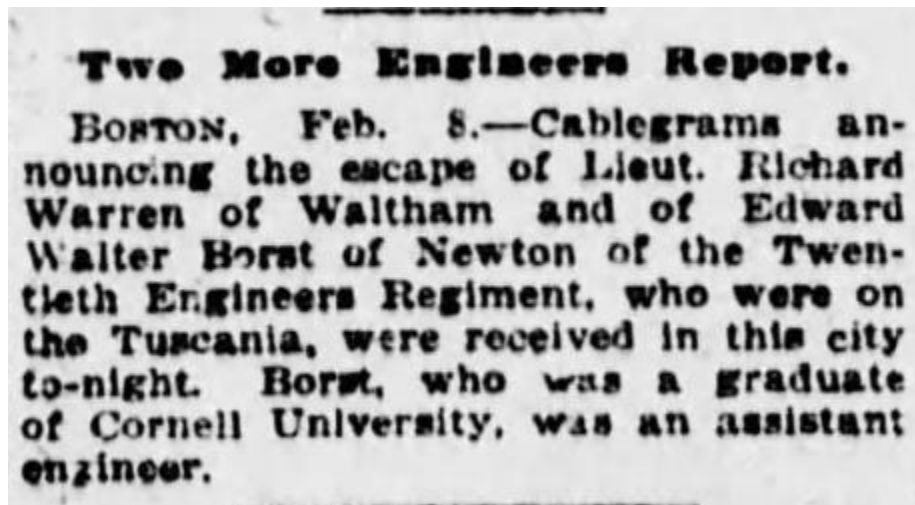 Two More Engineers Report.
BOSTON, Feb. 8.—Cablegrams an-
nouncing the escape of Lieut. Richard
Warren of Waltham and of Edward
Walter Borst of Newton of the Twen-
tieth Engineers Regiment, who were on
the Tuscania, were received in this city
to-night. Borst, who was a graduate
of Cornell University, was an assistant
engineer.